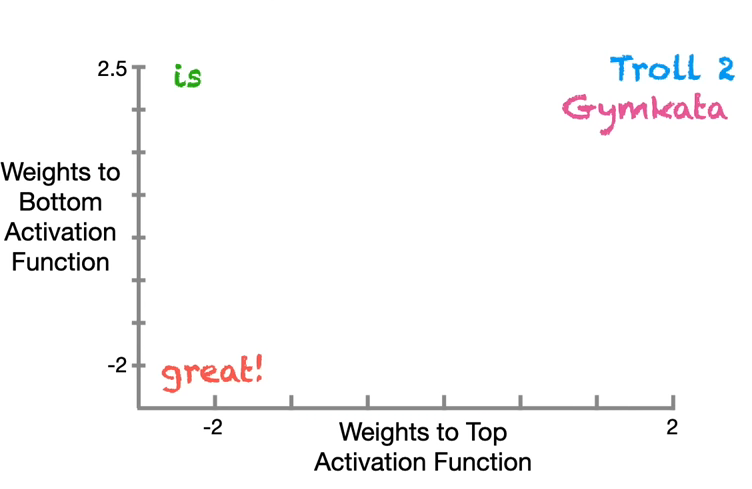 2.5
is
Troll 2
Gymkata
Weights to
Bottom
Activation
Function
-2
great!
-2
2
Weights to Top
Activation Function